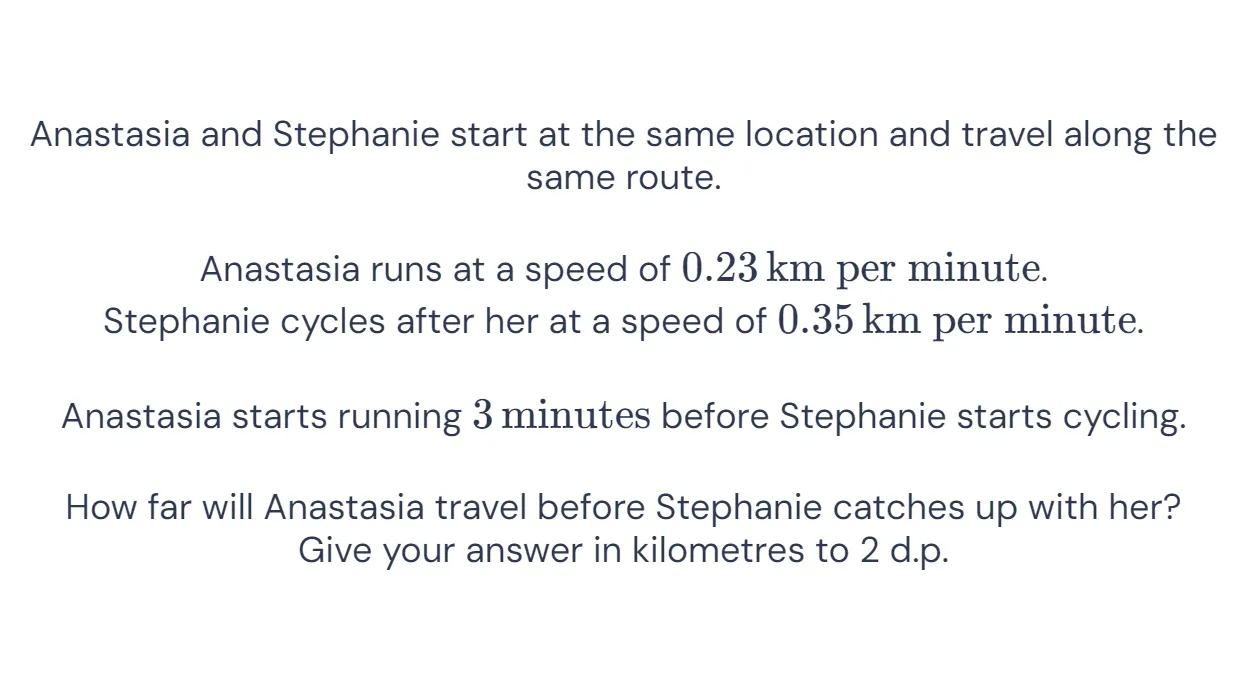 Anastasia and Stephanie start at the same location and travel along the
same route.
Anastasia runs at a speed of 0.23 km per minute.
Stephanie cycles after her at a speed of 0.35 km per minute.
Anastasia starts running 3 minutes before Stephanie starts cycling.
How far will Anastasia travel before Stephanie catches up with her?
Give your answer in kilometres to 2 d.p.